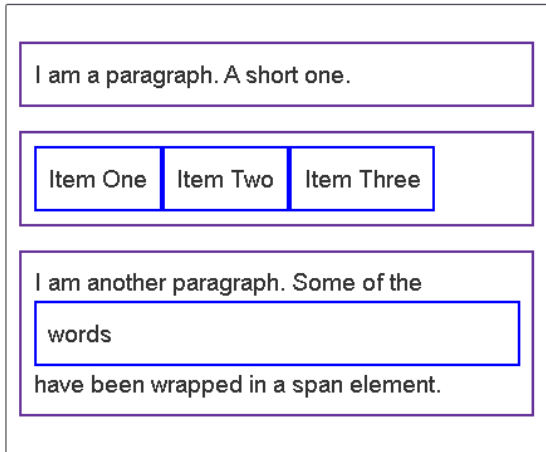 I am a paragraph. A short one.
Item One Item Two Item Three
I am another paragraph. Some of the
words
have been wrapped in a span element.